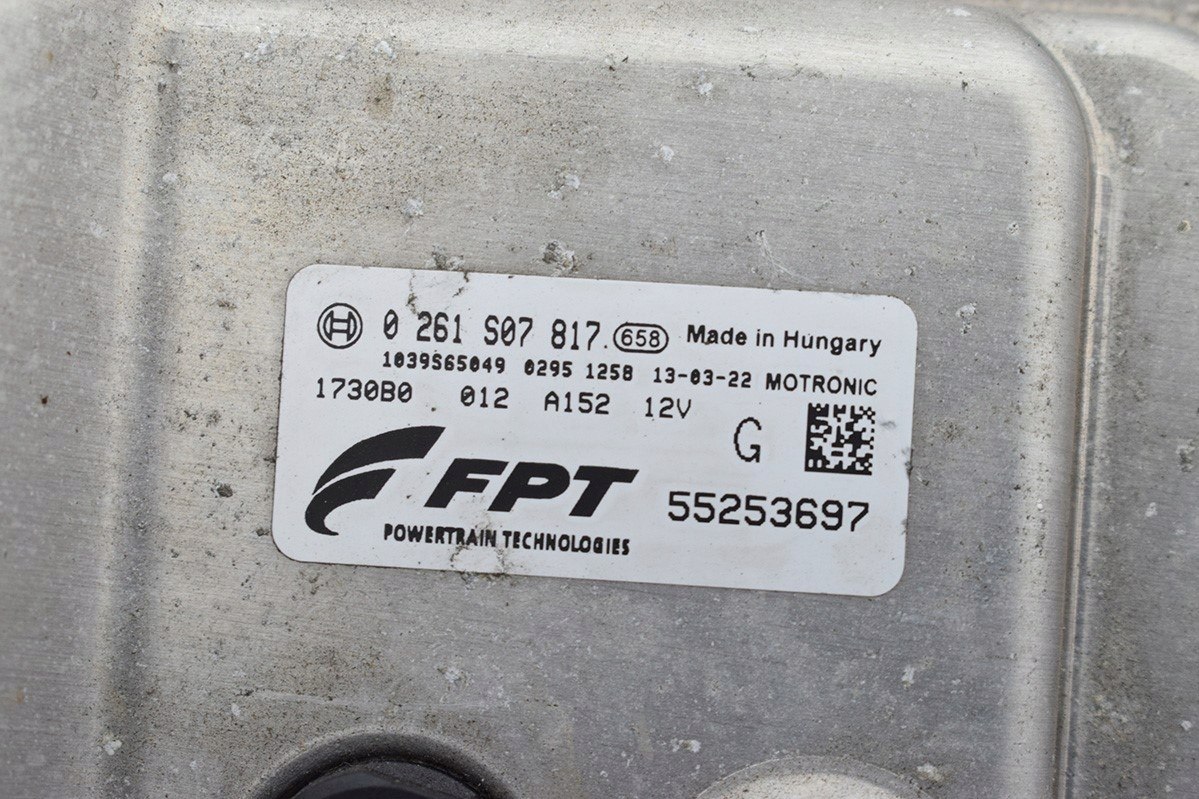 0 261 S07 817. 658 Made in Hungary
1039S65049 0295 1258 13-03-22 MOTRONIC
1730B0 012 A152 12V
G
FPT
55253697
POWERTRAIN TECHNOLOGIES